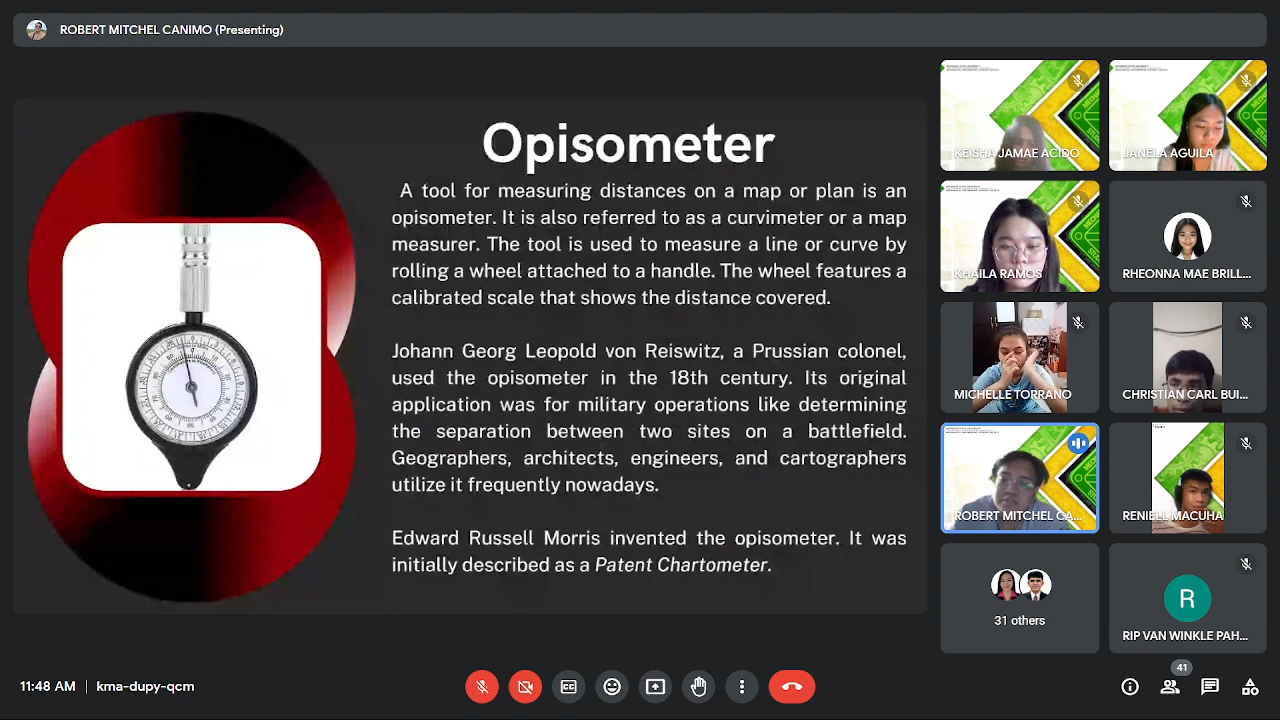 ROBERT MITCHEL CANIMO (Presenting)
Opisometer
A tool for measuring distances on a map or plan is an
opisometer. It is also referred to as a curvimeter or a map
measurer. The tool is used to measure a line or curve by
rolling a wheel attached to a handle. The wheel features a
calibrated scale that shows the distance covered.
Johann Georg Leopold von Reiswitz, a Prussian colonel,
used the opisometer in the 18th century. Its original
application was for military operations like determining
the separation between two sites on a battlefield.
Geographers, architects, engineers, and cartographers
utilize it frequently nowadays.
Edward Russell Morris invented the opisometer. It was
initially described as a Patent Chartometer.
KEISHA JAMAE ACIDO
JANELA AGUILA
KHAILA RAMOS
RHEONNA MAE BRILL...
MICHELLE TORRANO
CHRISTIAN CARL BUI...
ROBERT MITCHEL CA...
RENIELL MACUHA
31 others
R
RIP VAN WINKLE PAH...
11:48 AM
kma-dupy-qcm
41